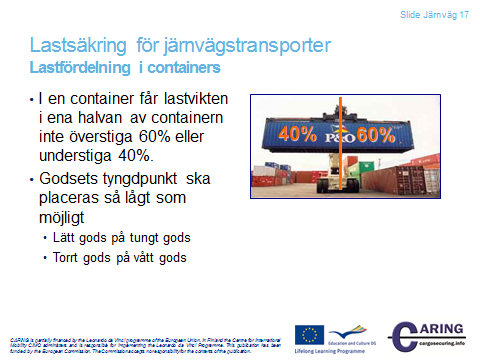 Slide Järnväg 17
Lastsäkring för järnvägstransporter
Lastfördelning i containers
• I en container får lastvikten
i ena halvan av containern
inte överstiga 60% eller
understiga 40%.
• Godsets tyngdpunkt ska
placeras så lågt som
möjligt
• Lätt gods på tungt gods
• Torrt gods på vått gods
40% P&O 60%
CARING is partially financed by the Leonardo da Vinci programme of the European Union. In Finland the Centre for International
Mobility CIMO administers and is responsible for implementing the Leonardo da Vinci Programme. This publication has been
funded by the European Commission. The Commission accepts no responsibility for the contents of the publication.
Education and Culture DG
Lifelong Learning Programme
CARING
cargosecuring.info